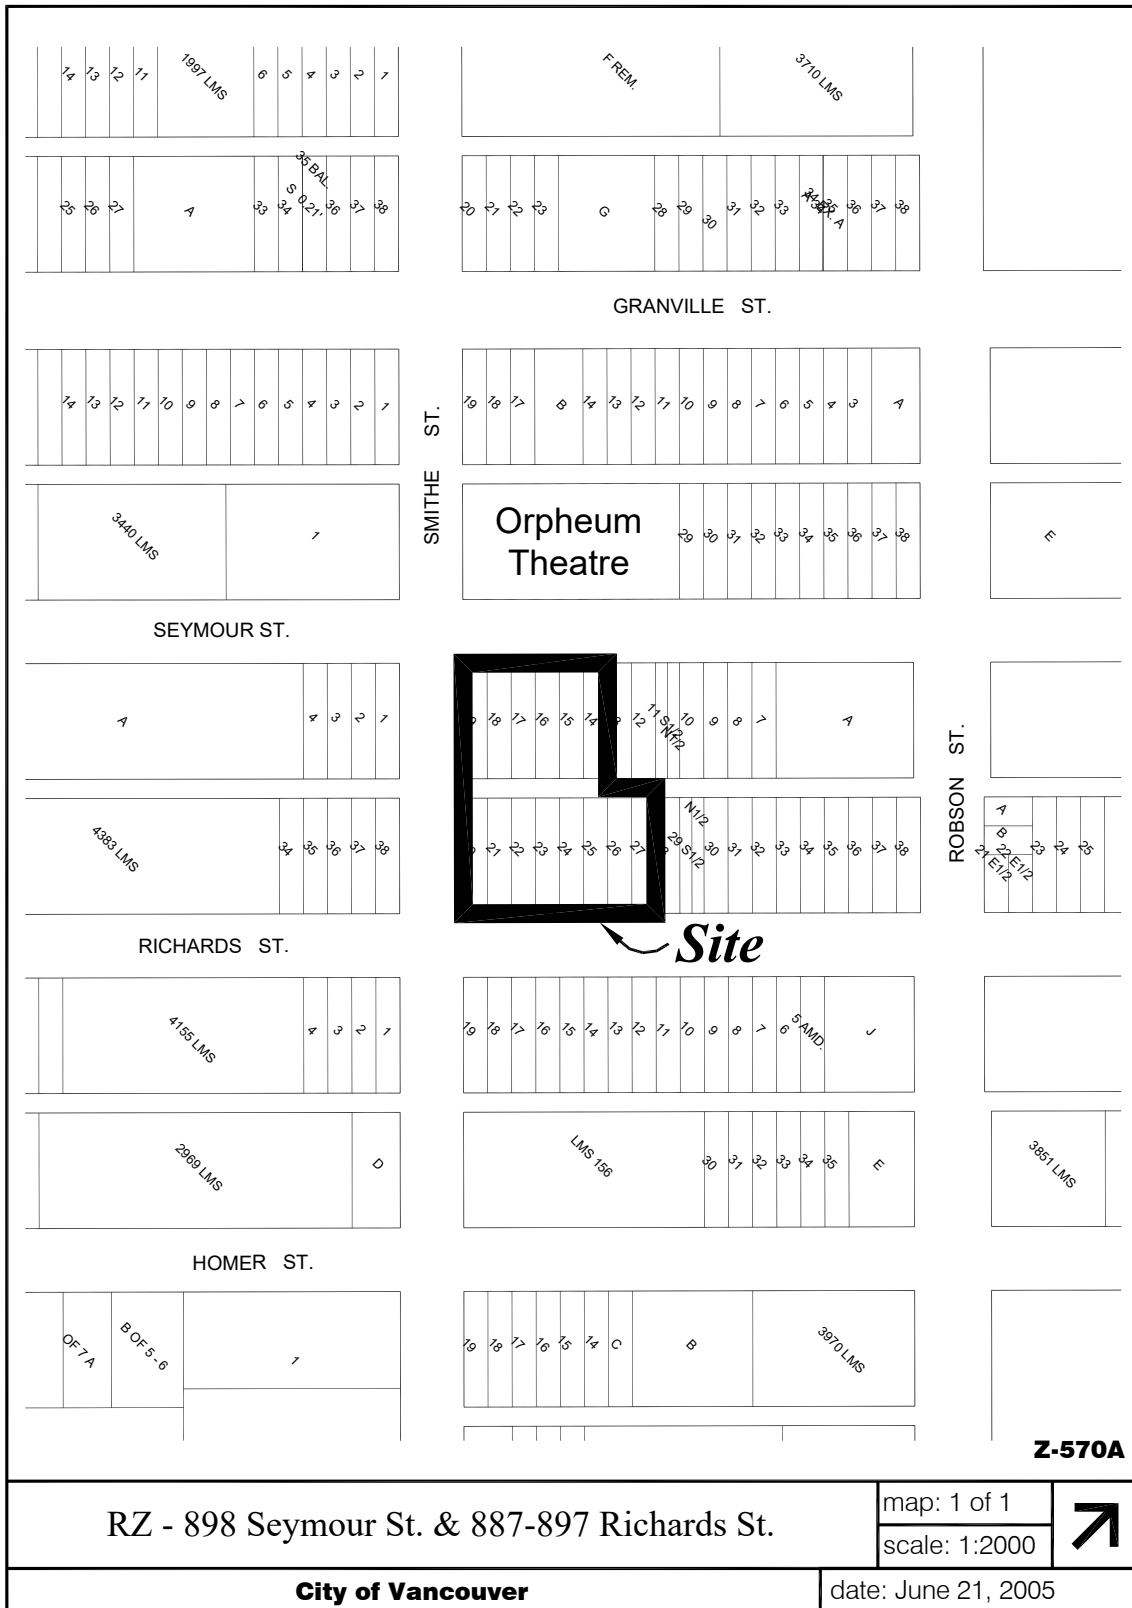 14 13 12 11 1997 LMS 6 5 4 3 2 1
F REM. 3710 LMS
25 26 27 A 33 34 35 BAL. S 0.21' 36 37 38
20 21 22 23 G 28 29 30 31 32 33 36 37 38
GRANVILLE ST.
14 13 12 11 10 9 8 7 6 5 4 3 2 1
19 18 17 B 14 13 12 11 10 9 8 7 6 5 4 3 A
SMITHE ST.
3440 LMS 1
Orpheum
Theatre
29 30 31 32 33 34 35 36 37 38
E
SEYMOUR ST.
A 4 3 2 1
18 17 16 15 14 12 11 S1/2 N1/2 10 9 8 7 A
ROBSON ST.
4383 LMS 34 35 36 37 38
21 22 23 24 25 26 27 29 S1/2 N1/2 30 31 32 33 34 35 36 37 38
A
B
21 E1/2 22 E1/2 23 24 25
RICHARDS ST.
Site
4155 LMS 4 3 2 1
19 18 17 16 15 14 13 12 11 10 9 8 7 6 5 AMD. J
2969 LMS D
LMS 156 30 31 32 33 34 35 E
3851 LMS
HOMER ST.
OF 7 A B OF 5 - 6 1
19 18 17 16 15 14 C B 3970 LMS
Z-570A
RZ - 898 Seymour St. & 887-897 Richards St.
map: 1 of 1
scale: 1:2000
City of Vancouver
date: June 21, 2005